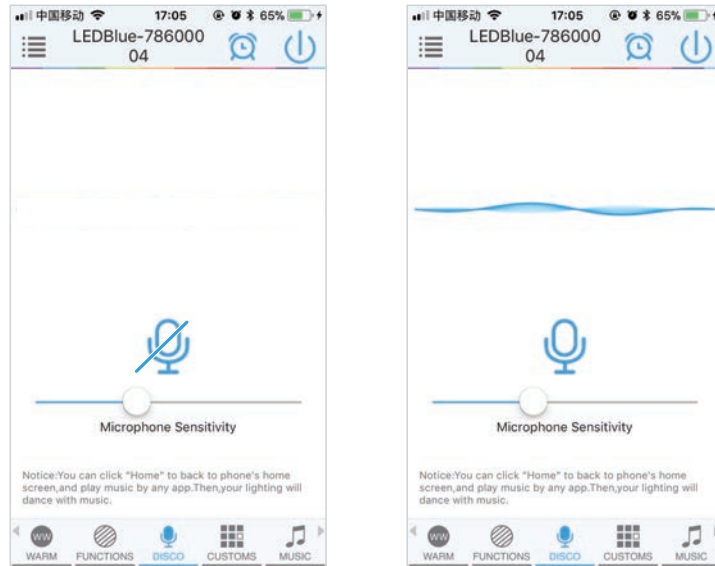 中国移动 17:05 65%
LEDBlue-786000
04
Microphone Sensitivity
Notice:You can click "Home" to back to phone's home
screen,and play music by any app.Then,your lighting will
dance with music.
WW
WARM FUNCTIONS DISCO CUSTOMS MUSIC
中国移动 17:05 65%
LEDBlue-786000
04
Microphone Sensitivity
Notice:You can click "Home" to back to phone's home
screen,and play music by any app.Then,your lighting will
dance with music.
WW
WARM FUNCTIONS DISCO CUSTOMS MUSIC